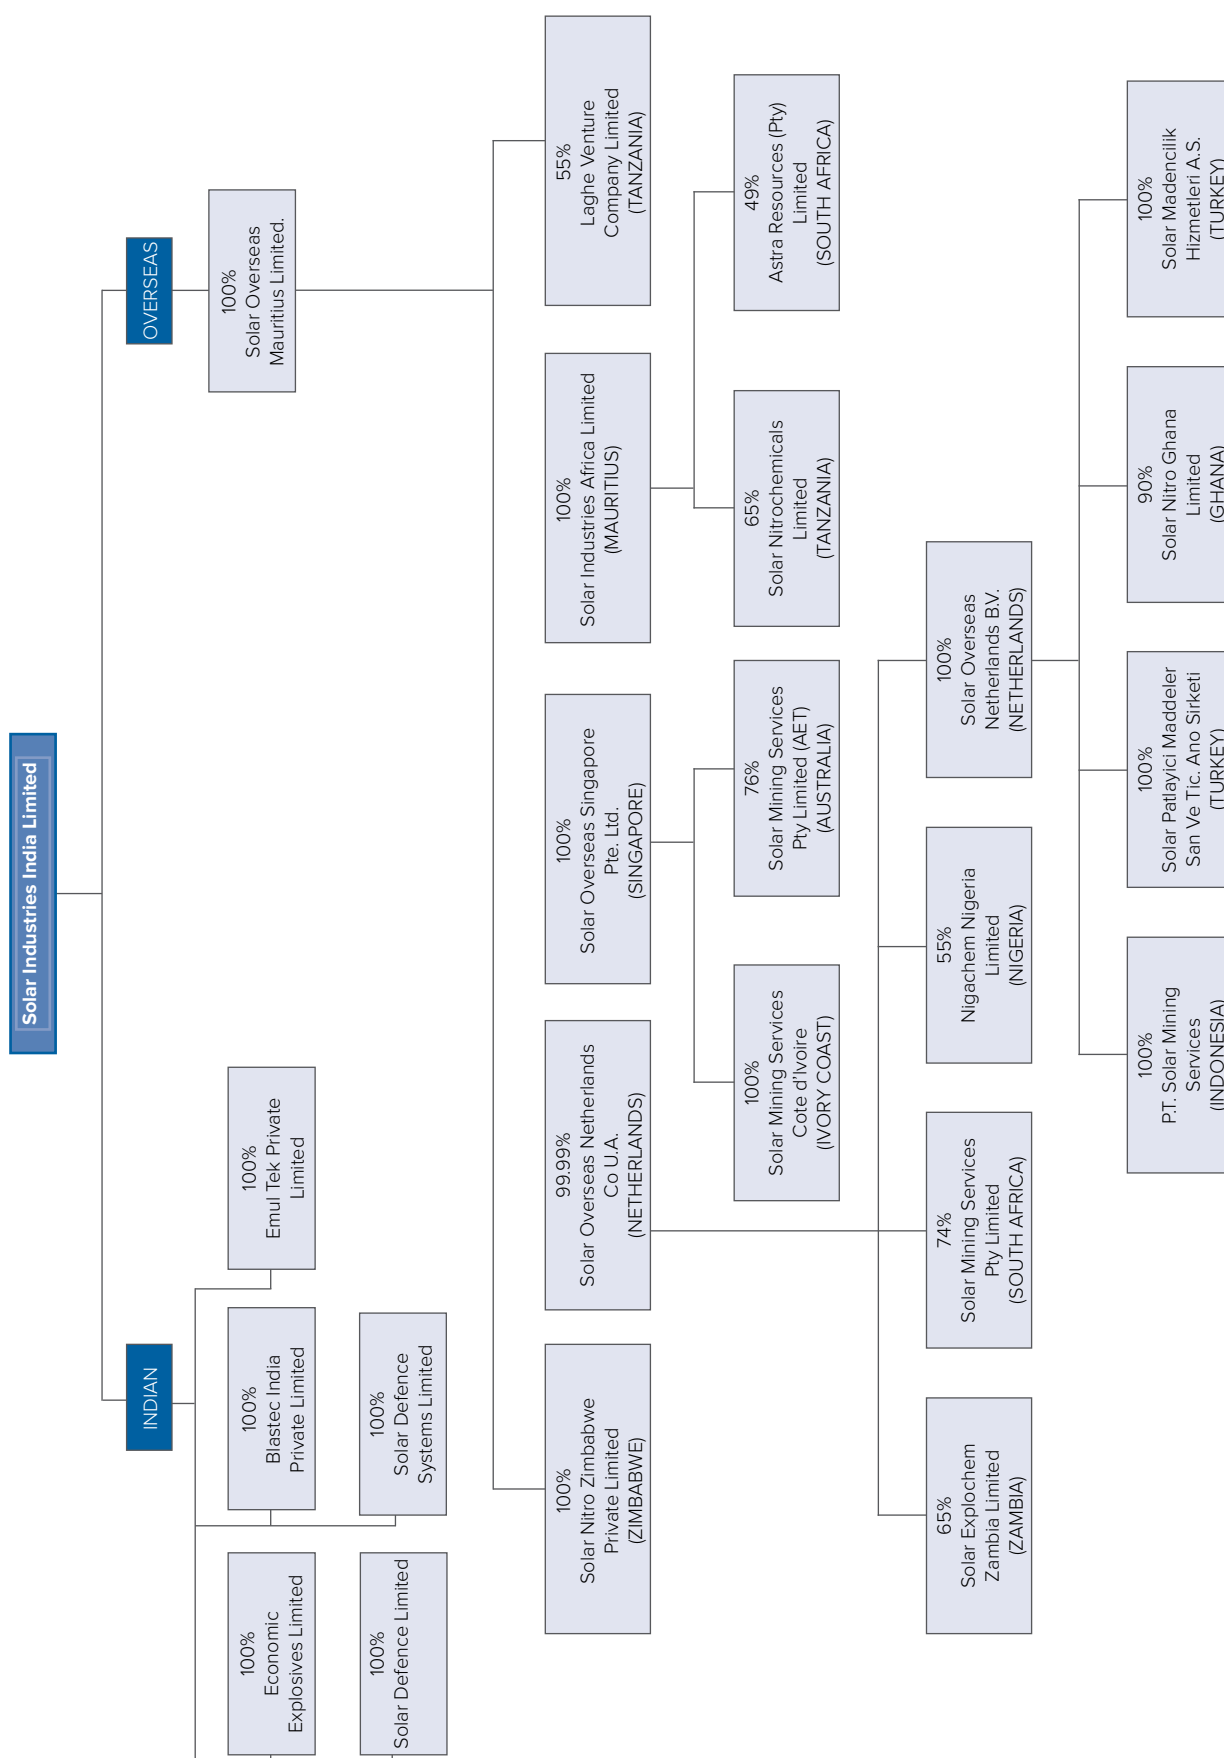 Solar Industries India Limited
INDIAN
OVERSEAS
100%
Economic
Explosives Limited
100%
Blastec India
Private Limited
100%
Emul Tek Private
Limited
100%
Solar Defence Limited
100%
Solar Defence
Systems Limited
100%
Solar Overseas
Mauritius Limited.
100%
Solar Nitro Zimbabwe
Private Limited
(ZIMBABWE)
99.99%
Solar Overseas Netherlands
Co U.A.
(NETHERLANDS)
100%
Solar Overseas Singapore
Pte. Ltd.
(SINGAPORE)
100%
Solar Industries Africa Limited
(MAURITIUS)
55%
Laghe Venture
Company Limited
(TANZANIA)
100%
Solar Mining Services
Cote d'Ivoire
(IVORY COAST)
76%
Solar Mining Services
Pty Limited (AET)
(AUSTRALIA)
65%
Solar Nitrochemicals
Limited
(TANZANIA)
49%
Astra Resources (Pty)
Limited
(SOUTH AFRICA)
65%
Solar Explochem
Zambia Limited
(ZAMBIA)
74%
Solar Mining Services
Pty Limited
(SOUTH AFRICA)
55%
Nigachem Nigeria
Limited
(NIGERIA)
100%
Solar Overseas
Netherlands B.V.
(NETHERLANDS)
100%
P.T. Solar Mining
Services
(INDONESIA)
100%
Solar Patlayici Maddeler
San Ve Tic. Ano Sirketi
(TURKEY)
90%
Solar Nitro Ghana
Limited
(GHANA)
100%
Solar Madencilik
Hizmetleri A.S.
(TURKEY)